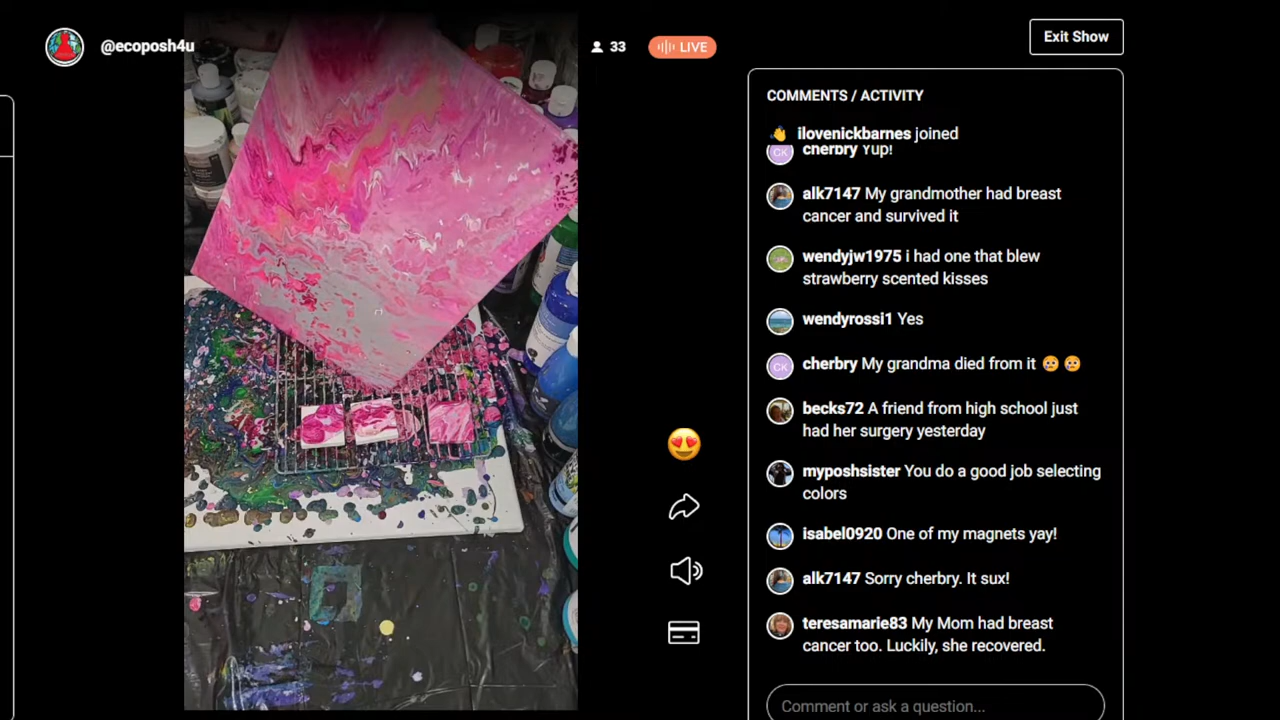 @ecoposh4u
33
LIVE
Exit Show
COMMENTS / ACTIVITY
ilovenickbarnes joined
CK
cherbry Yup!
alk7147 My grandmother had breast
cancer and survived it
wendyjw1975 i had one that blew
strawberry scented kisses
wendyrossi1 Yes
CK
cherbry My grandma died from it 😢 😢
becks72 A friend from high school just
had her surgery yesterday
myposhsister You do a good job selecting
colors
isabel0920 One of my magnets yay!
alk7147 Sorry cherbry. It sux!
teresamarie83 My Mom had breast
cancer too. Luckily, she recovered.
Comment or ask a question...